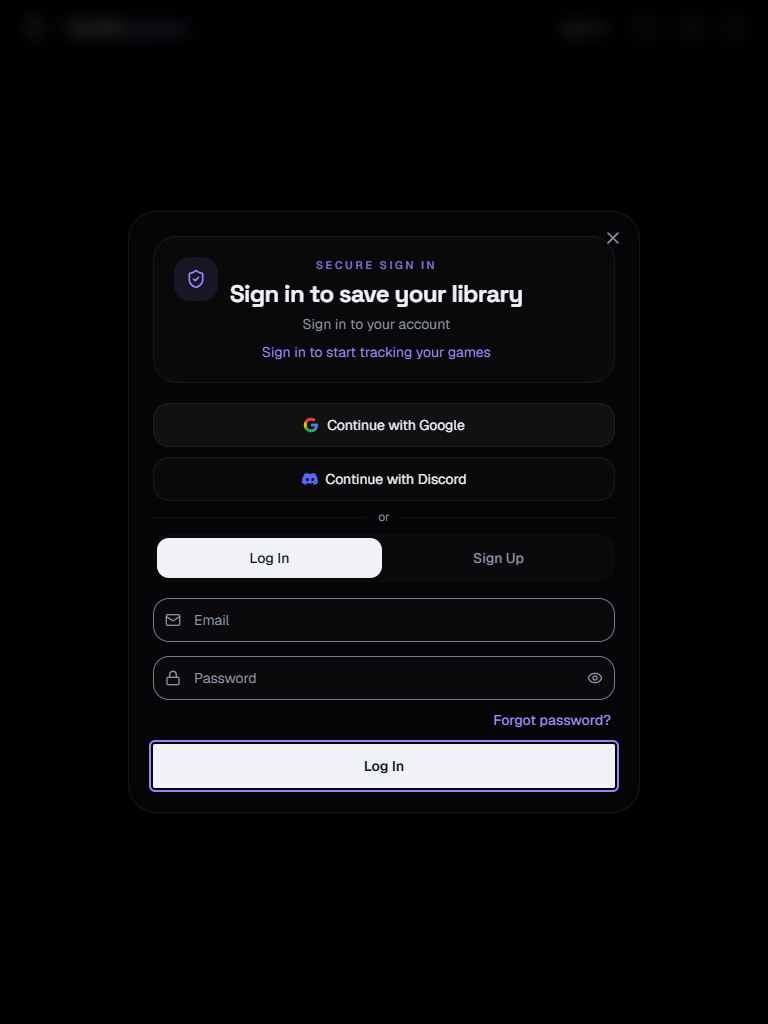 SECURE SIGN IN
Sign in to save your library
Sign in to your account
Sign in to start tracking your games
Continue with Google
Continue with Discord
or
Log In
Sign Up
Email
Password
Forgot password?
Log In